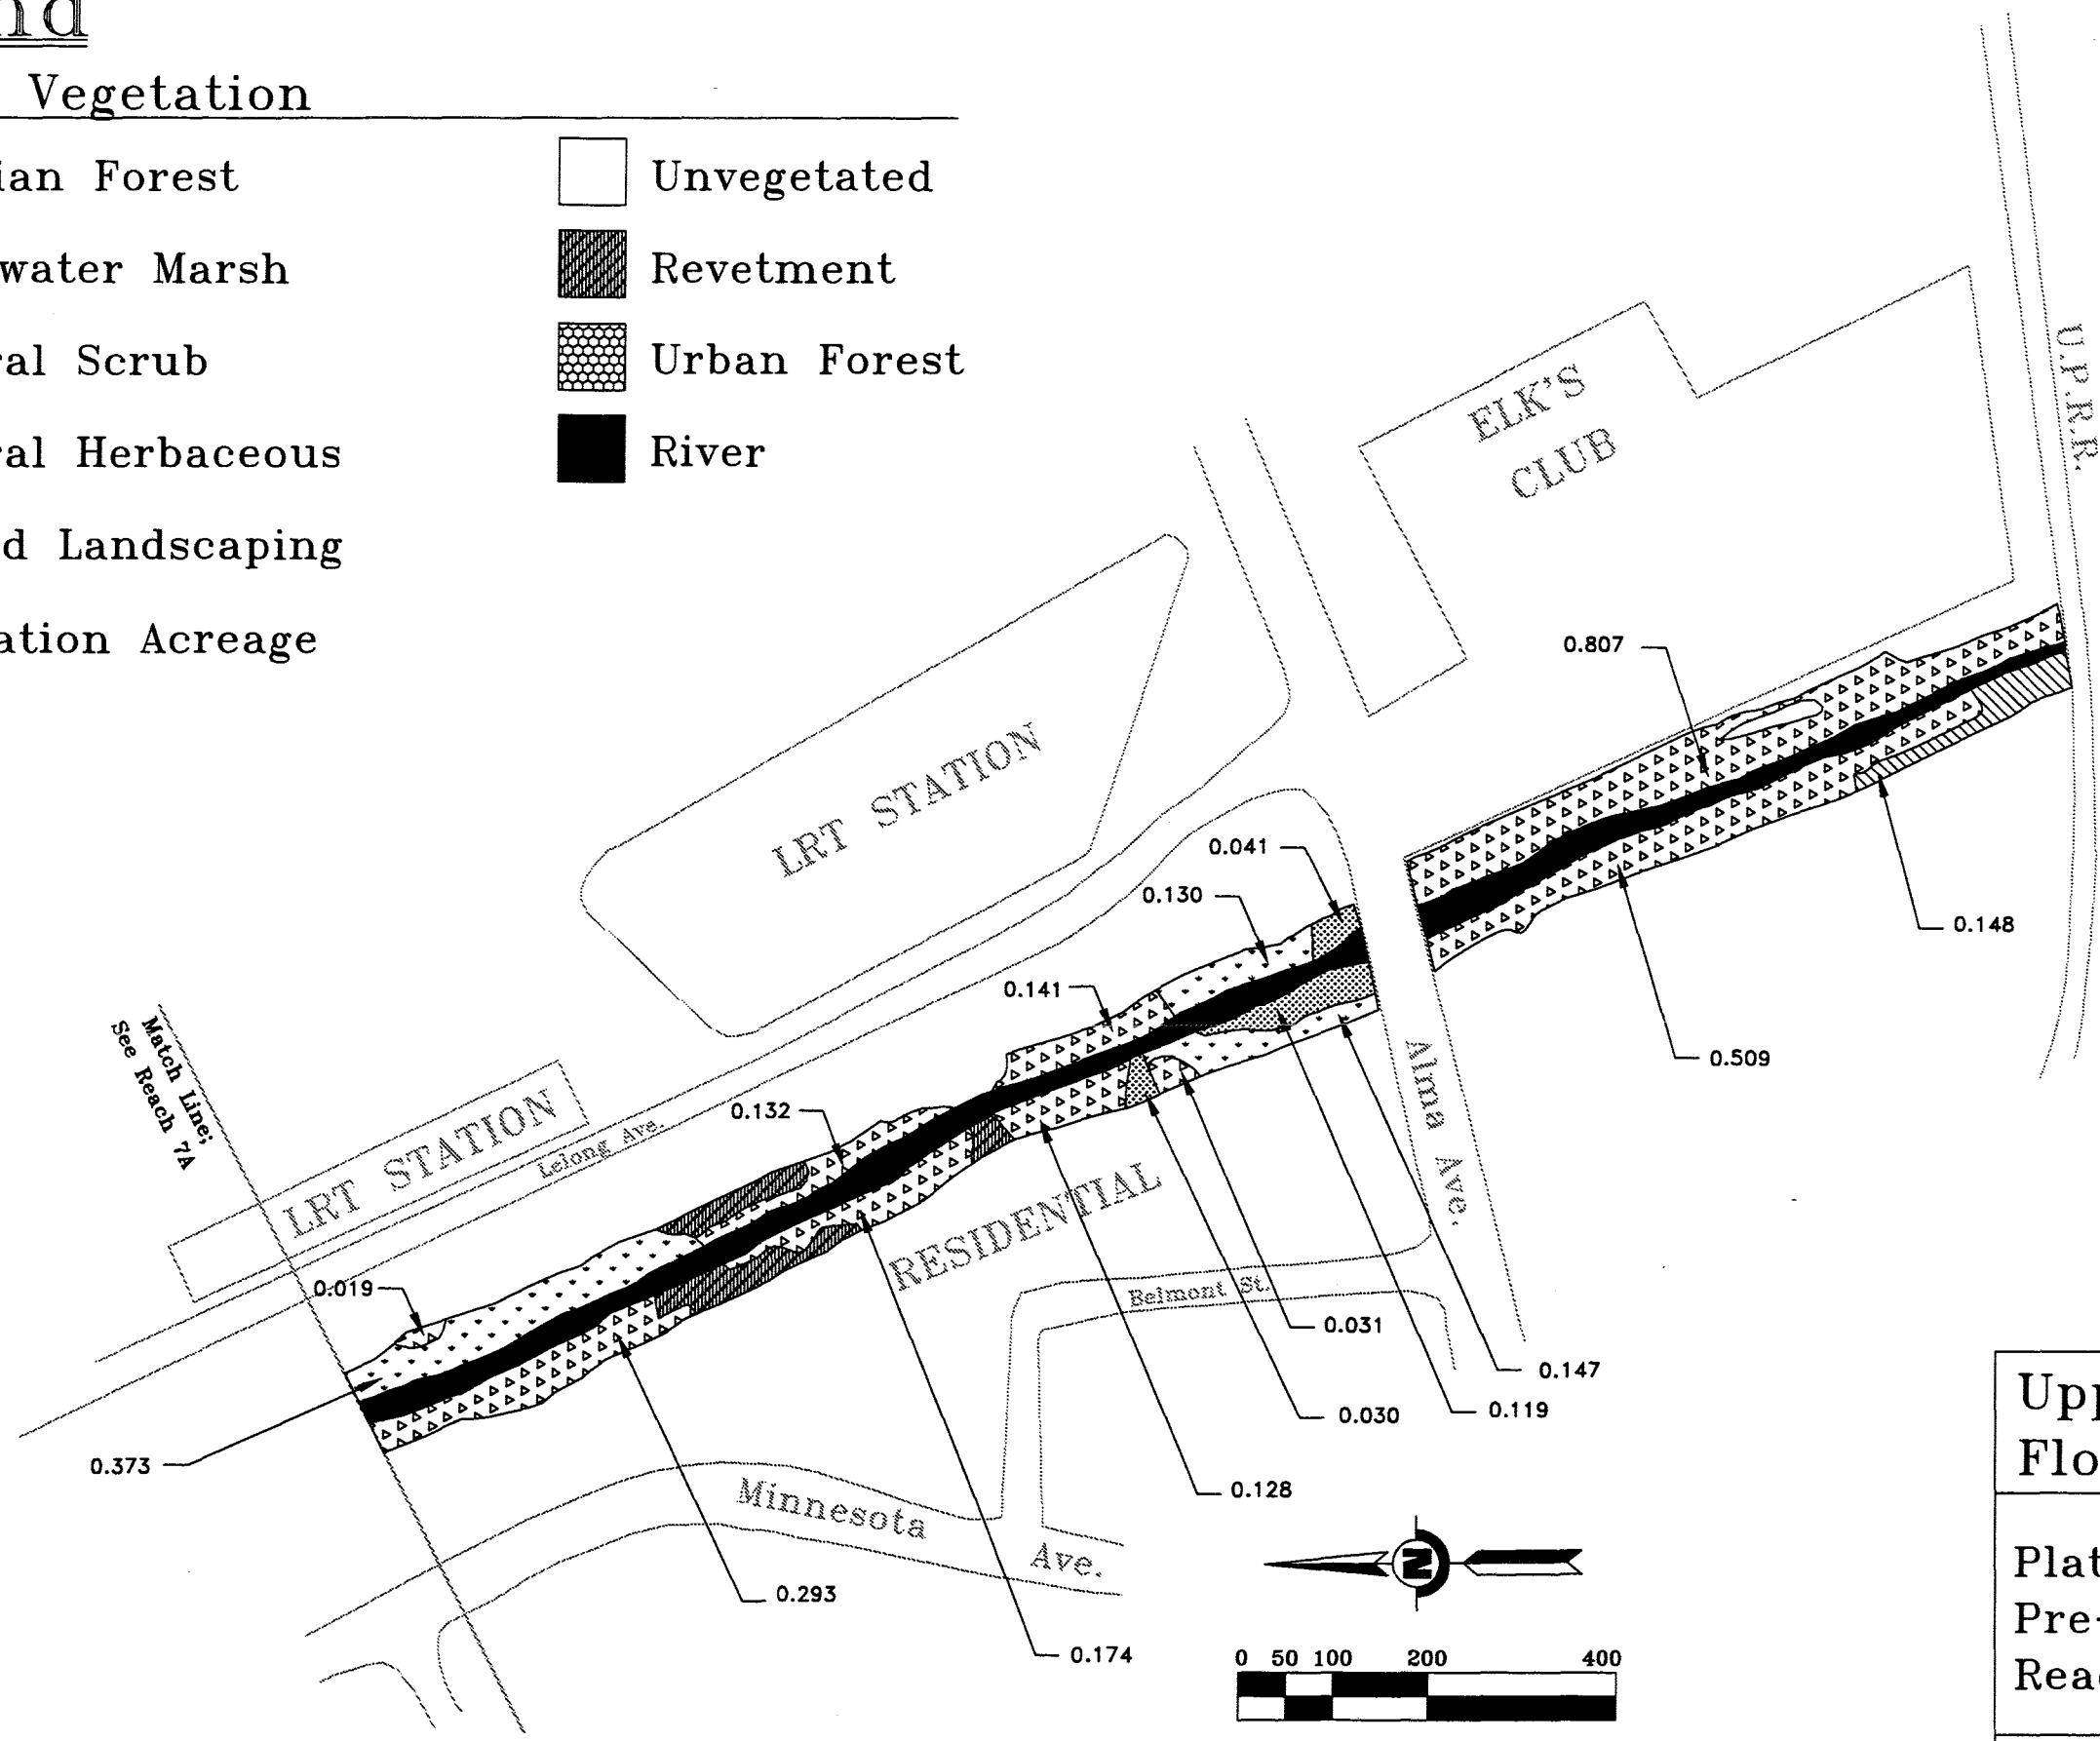 nd
Vegetation
ian Forest
water Marsh
ral Scrub
ral Herbaceous
d Landscaping
ation Acreage
Unvegetated
Revetment
Urban Forest
River
U.P.R.R.
ELK'S
CLUB
LRT STATION
0.807
0.041
0.130
0.141
0.148
0.509
Match Line;
See Reach 7A
LRT STATION
Lelong Ave.
0.132
0.019
RESIDENTIAL
Alma Ave.
Belmont St.
0.031
0.147
0.030
0.119
0.373
0.128
Minnesota Ave.
0.293
0.174
N
0 50 100 200 400
Upp
Flo
Plat
Pre-
Reac